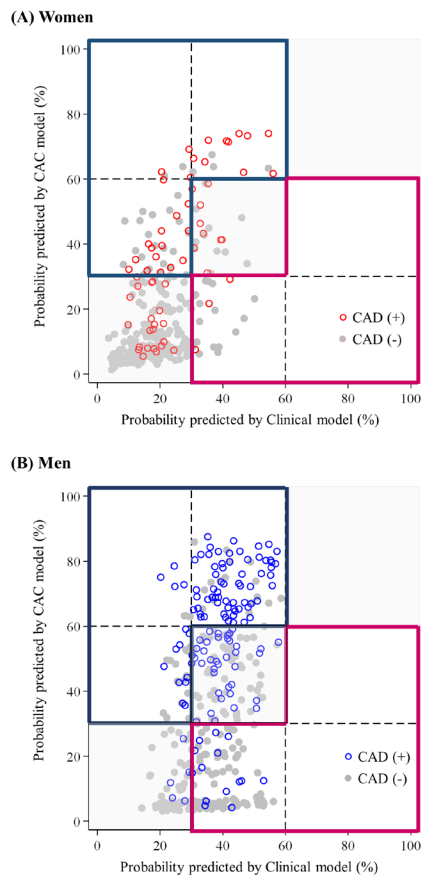 (A) Women
Probability predicted by CAC model (%)
100
80
60
40
20
0
0 20 40 60 80 100
Probability predicted by Clinical model (%)
CAD (+)
CAD (-)
(B) Men
Probability predicted by CAC model (%)
100
80
60
40
20
0
0 20 40 60 80 100
Probability predicted by Clinical model (%)
CAD (+)
CAD (-)